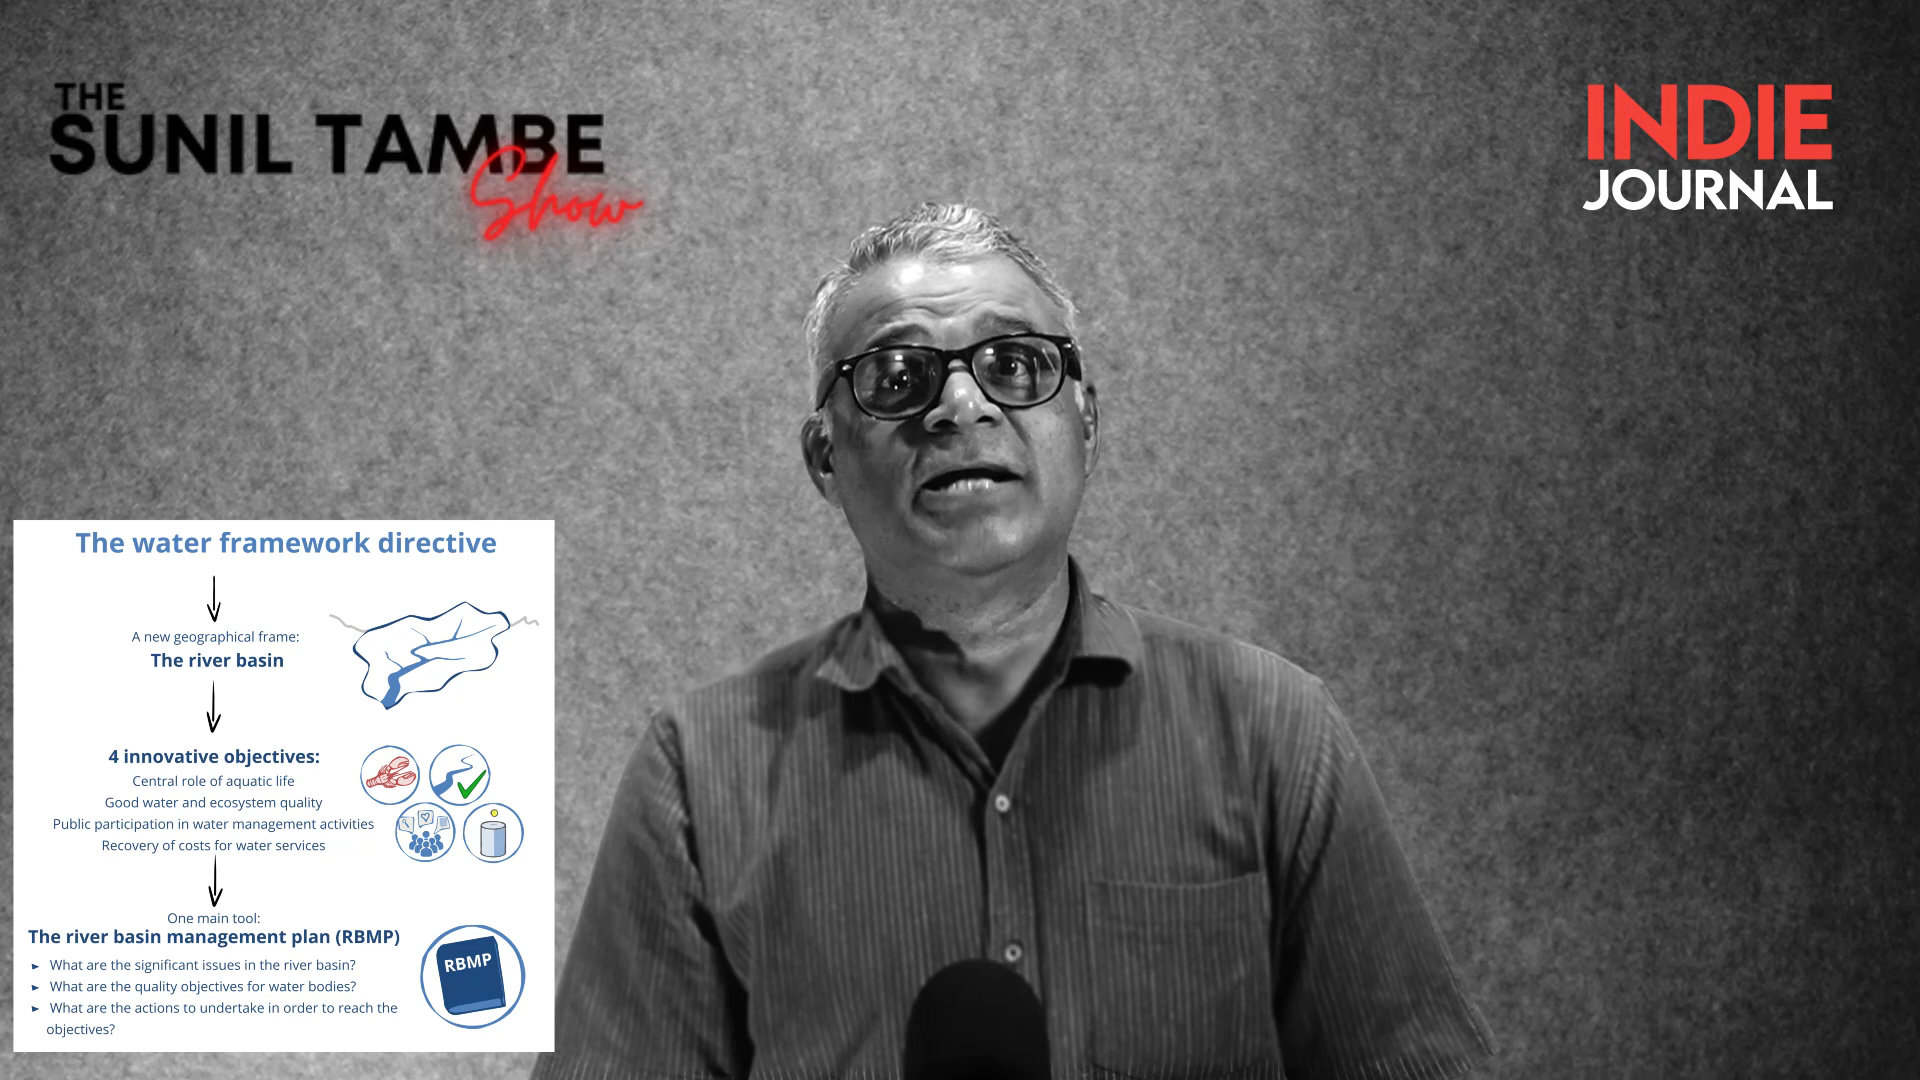 THE
SUNIL TAMBE
Show
INDIE
JOURNAL
The water framework directive
A new geographical frame:
The river basin
4 innovative objectives:
Central role of aquatic life
Good water and ecosystem quality
Public participation in water management activities
Recovery of costs for water services
One main tool:
The river basin management plan (RBMP)
► What are the significant issues in the river basin?
► What are the quality objectives for water bodies?
► What are the actions to undertake in order to reach the
objectives?
RBMP